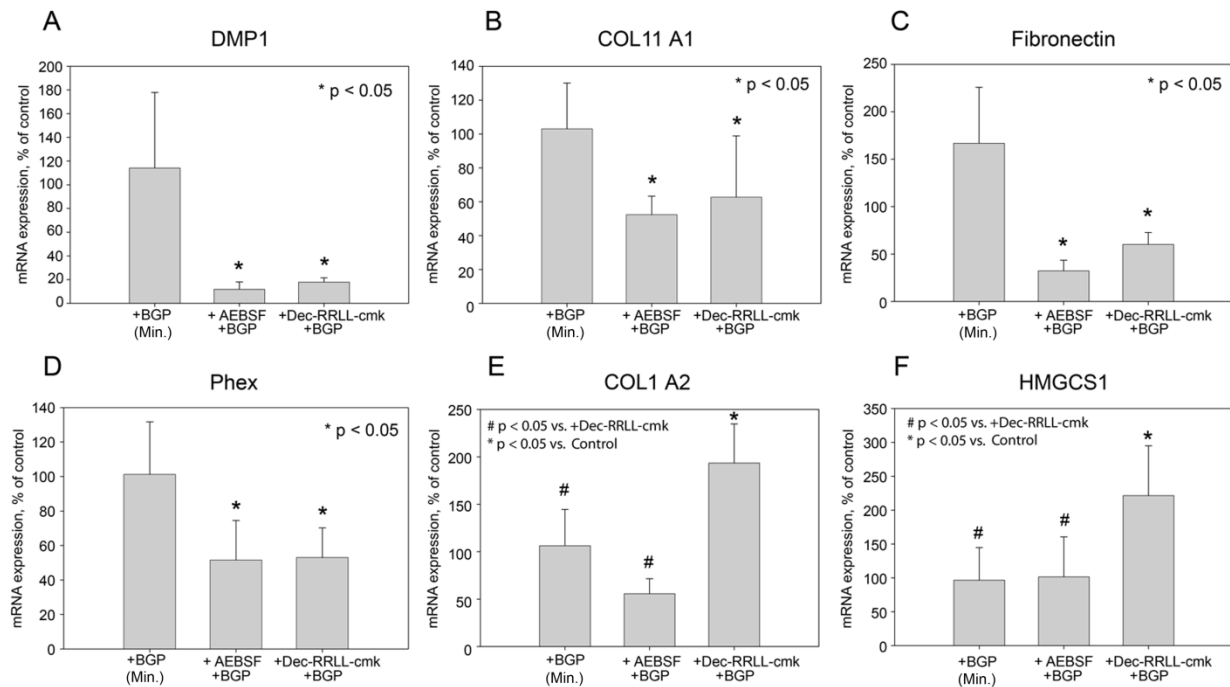 A
DMP1
* p < 0.05
mRNA expression, % of control
200
180
160
140
120
100
80
60
40
20
0
*
*
+BGP
(Min.)
+ AEBSF
+BGP
+Dec-RRLL-cmk
+BGP
B
COL11 A1
* p < 0.05
mRNA expression, % of control
140
120
100
80
60
40
20
0
*
*
+BGP
(Min.)
+ AEBSF
+BGP
+Dec-RRLL-cmk
+BGP
C
Fibronectin
* p < 0.05
mRNA expression, % of control
250
200
150
100
50
0
*
*
+BGP
(Min.)
+ AEBSF
+BGP
+Dec-RRLL-cmk
+BGP
D
Phex
* p < 0.05
mRNA expression, % of control
140
120
100
80
60
40
20
0
*
*
+BGP
(Min.)
+ AEBSF
+BGP
+Dec-RRLL-cmk
+BGP
E
COL1 A2
# p < 0.05 vs. +Dec-RRLL-cmk
* p < 0.05 vs. Control
mRNA expression, % of control
250
200
150
100
50
0
#
#
*
+BGP
(Min.)
+ AEBSF
+BGP
+Dec-RRLL-cmk
+BGP
F
HMGCS1
# p < 0.05 vs. +Dec-RRLL-cmk
* p < 0.05 vs. Control
mRNA expression, % of control
350
300
250
200
150
100
50
0
#
#
*
+BGP
(Min.)
+ AEBSF
+BGP
+Dec-RRLL-cmk
+BGP